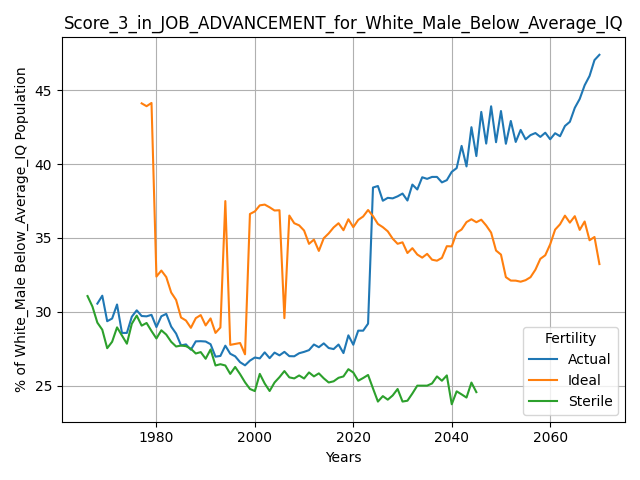 Score_3_in_JOB_ADVANCEMENT_for_White_Male_Below_Average_IQ
% of White_Male Below_Average_IQ Population
45
40
35
30
25
1980
2000
2020
2040
2060
Years
Fertility
Actual
Ideal
Sterile